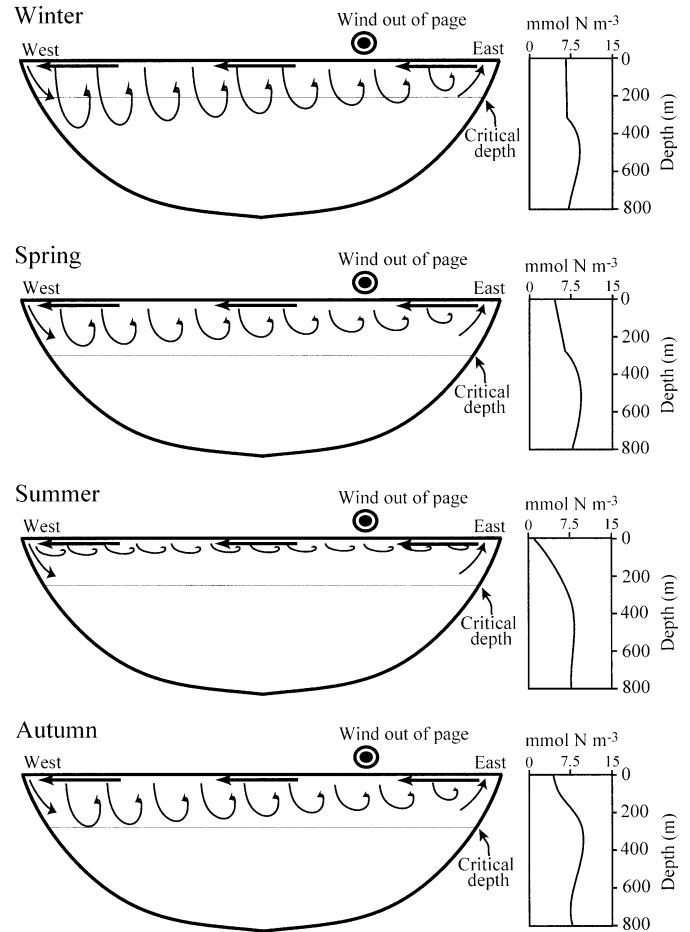 Winter
Wind out of page
West
East
Critical
depth
mmol N m-3
0 7.5 15
0
200
400
600
800
Depth (m)
Spring
Wind out of page
West
East
Critical
depth
mmol N m-3
0 7.5 15
0
200
400
600
800
Depth (m)
Summer
Wind out of page
West
East
Critical
depth
mmol N m-3
0 7.5 15
0
200
400
600
800
Depth (m)
Autumn
Wind out of page
West
East
Critical
depth
mmol N m-3
0 7.5 15
0
200
400
600
800
Depth (m)